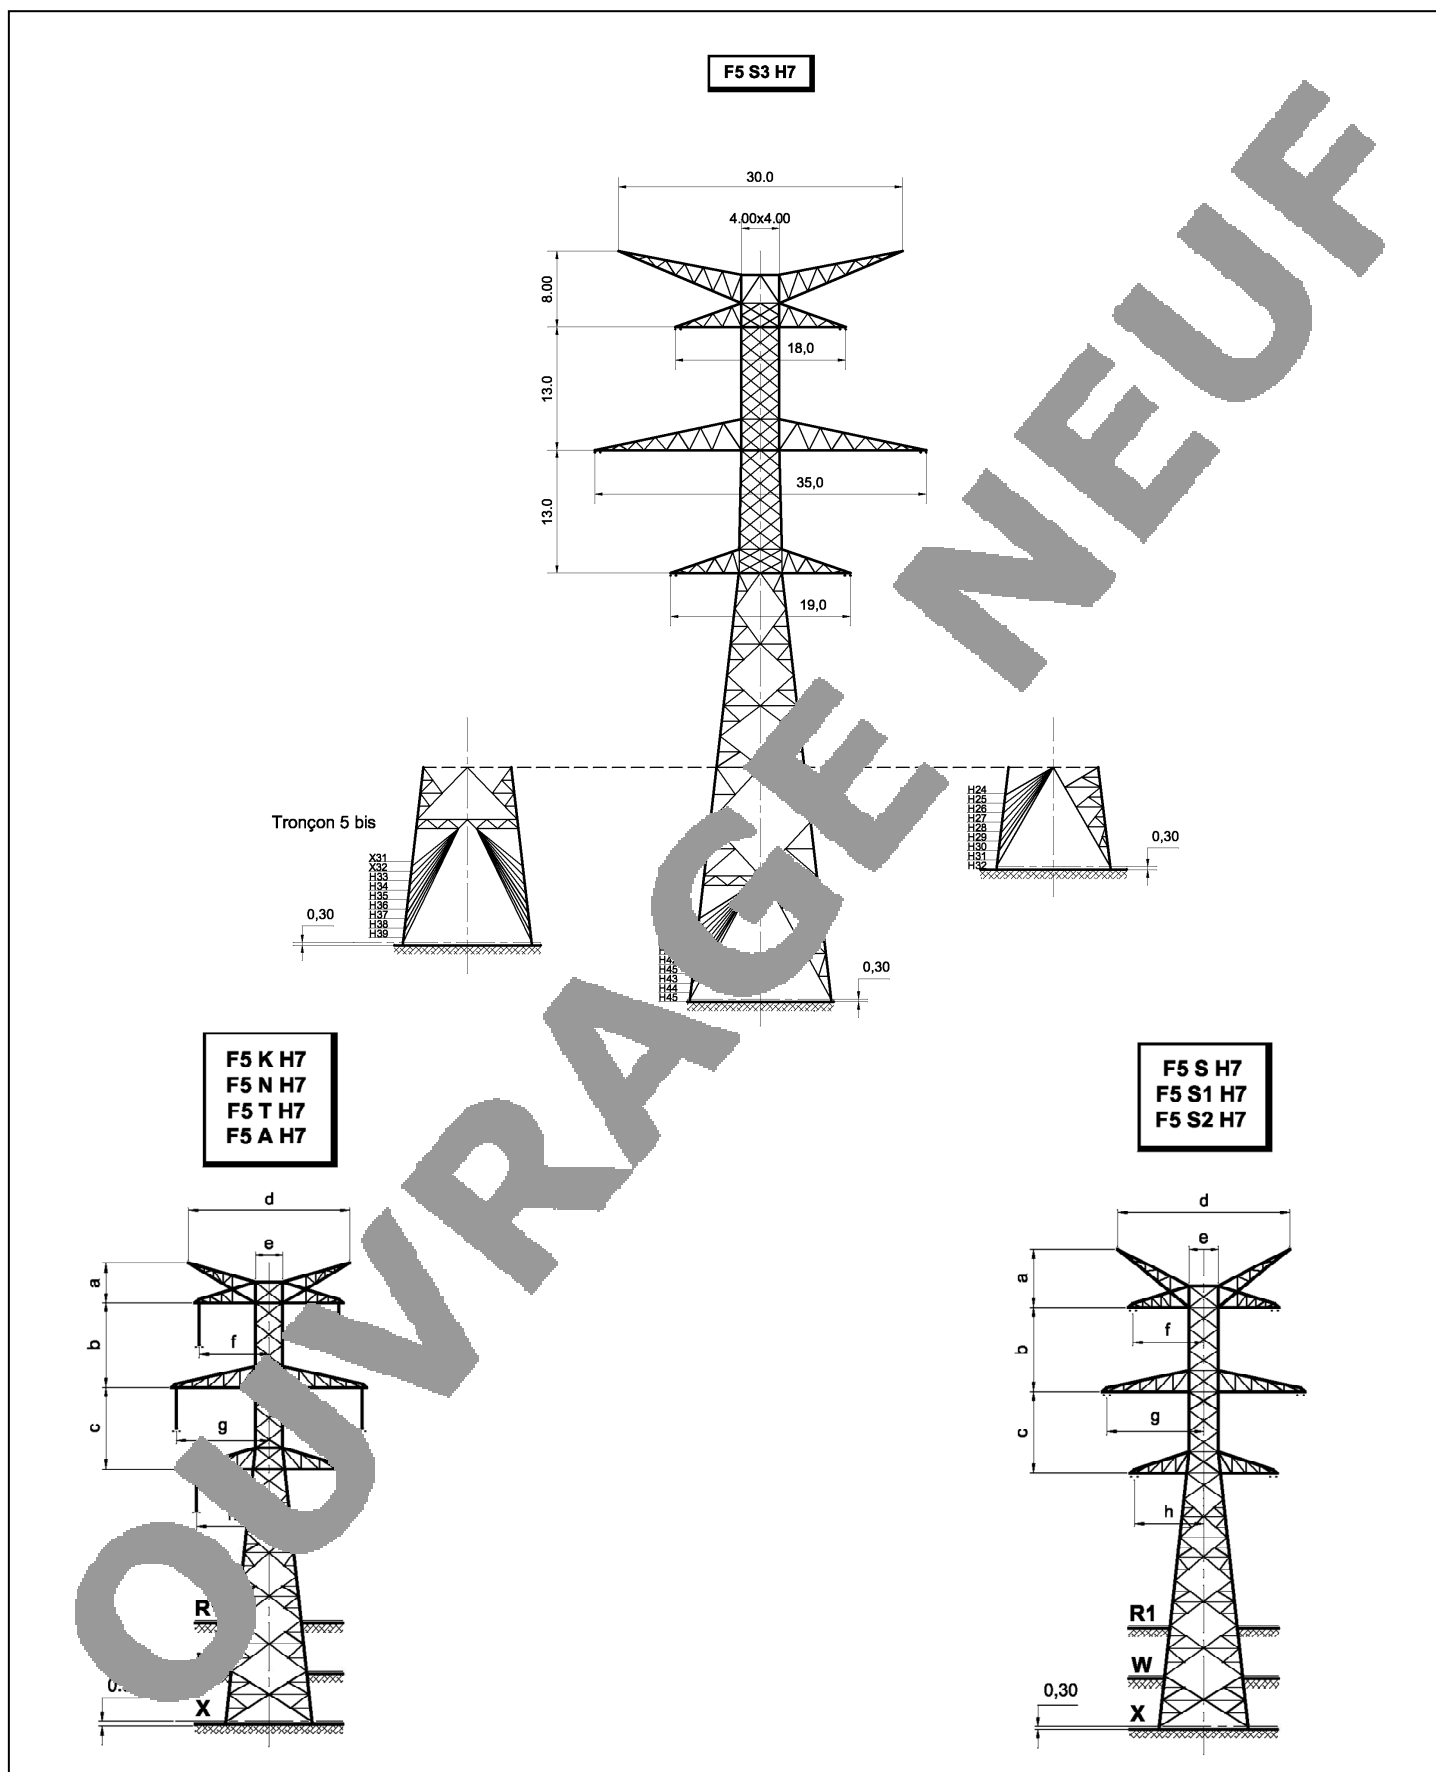 F5 S3 H7
30.0
4.00x4.00
8.00
18,0
13.0
35,0
13.0
19,0
Tronçon 5 bis
X31
X32
H33
H34
H35
H36
H37
H38
H39
0,30
H24
H25
H26
H27
H28
H29
H30
H31
H32
0,30
H45
H43
H44
H45
0,30
OUVRAGE NEUF
F5 K H7
F5 N H7
F5 T H7
F5 A H7
d
e
a
b
f
c
g
X
F5 S H7
F5 S1 H7
F5 S2 H7
d
e
a
f
b
g
c
h
R1
W
0,30
X